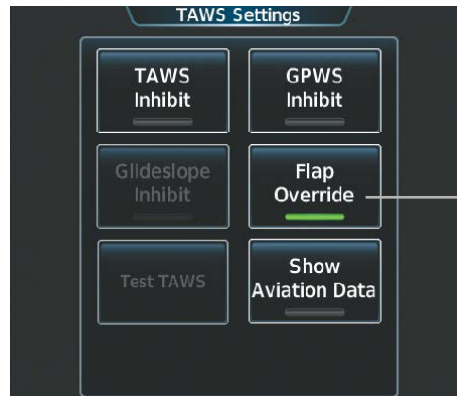 TAWS Settings
TAWS
Inhibit
GPWS
Inhibit
Glideslope
Inhibit
Flap
Override
Test TAWS
Show
Aviation Data